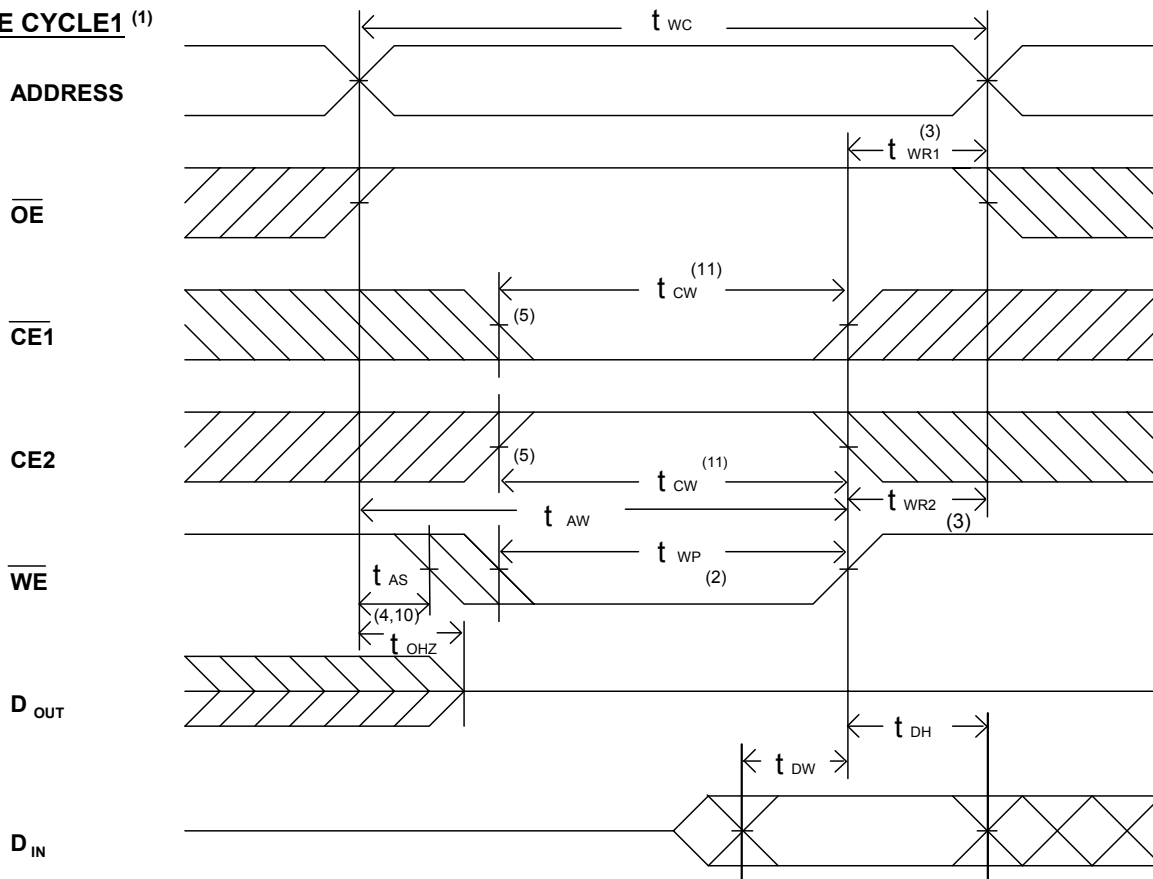 E CYCLE1 (1)
t WC
ADDRESS
(3)
t WR1
OE
(11)
t CW
CE1
(5)
CE2
(5)
(11)
t CW
t WR2
(3)
t AW
t WP
(2)
WE
t AS
(4,10)
t OHZ
D OUT
t DH
t DW
D IN